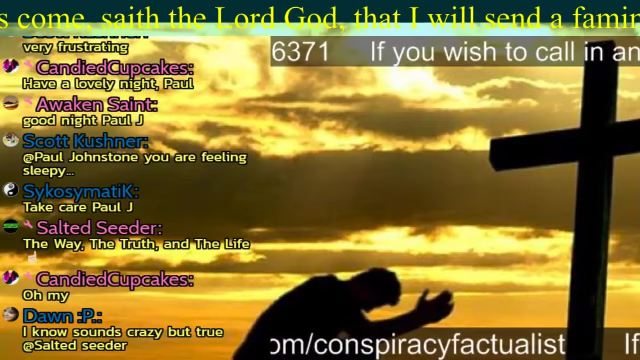 s come, saith the Lord God, that I will send a famin
very frustrating
6371 If you wish to call in an
CandiedCupcakes:
Have a lovely night, Paul
Awaken Saint:
good night Paul J
Scott Kushner:
@Paul Johnstone you are feeling
sleepy...
SykosymatiK:
Take care Paul J
Salted Seeder:
The Way, The Truth, and The Life
CandiedCupcakes:
Oh my
Dawn :P.:
I know sounds crazy but true
@Salted seeder
om/conspiracyfactualist If